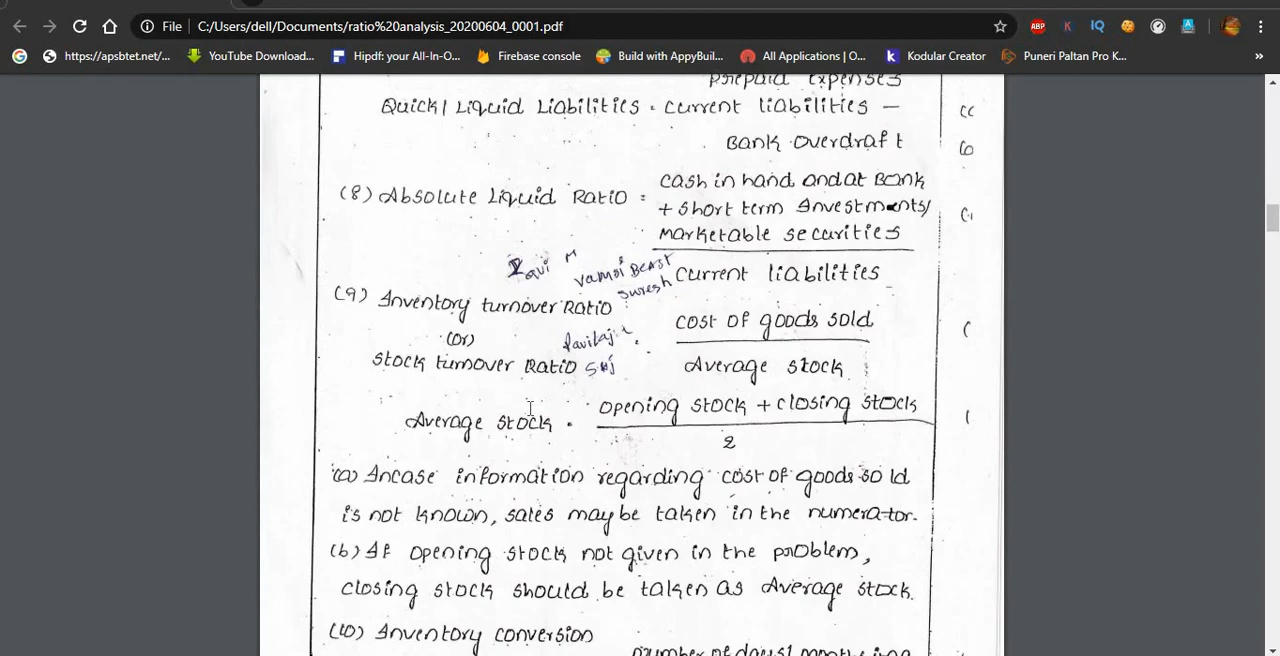 File
C:/Users/dell/Documents/ratio%20analysis_20200604_0001.pdf
ABP
K
IQ
A
https://apsbtet.net/...
YouTube Download...
Hipdf: your All-In-O...
Firebase console
Build with AppyBuil...
All Applications | O...
Kodular Creator
Puneri Paltan Pro K...
»
prepaid expenses
Quick/Liquid Liabilities = Current liabilities -
Bank overdraft
(8) Absolute Liquid Ratio = Cash in hand and at Bank
+ short term Investments/
Marketable securities
Current liabilities
Vamsi Beast
Suresh
(9) Inventory turnover Ratio
(or)
Stock turnover Ratio
Cost of goods sold
Average stock
Average stock = opening stock + closing stock
2
(a) Incase information regarding cost of goods sold
is not known, sales may be taken in the numerator.
(b) If opening stock not given in the problem,
closing stock should be taken as Average stock.
(10) Inventory conversion